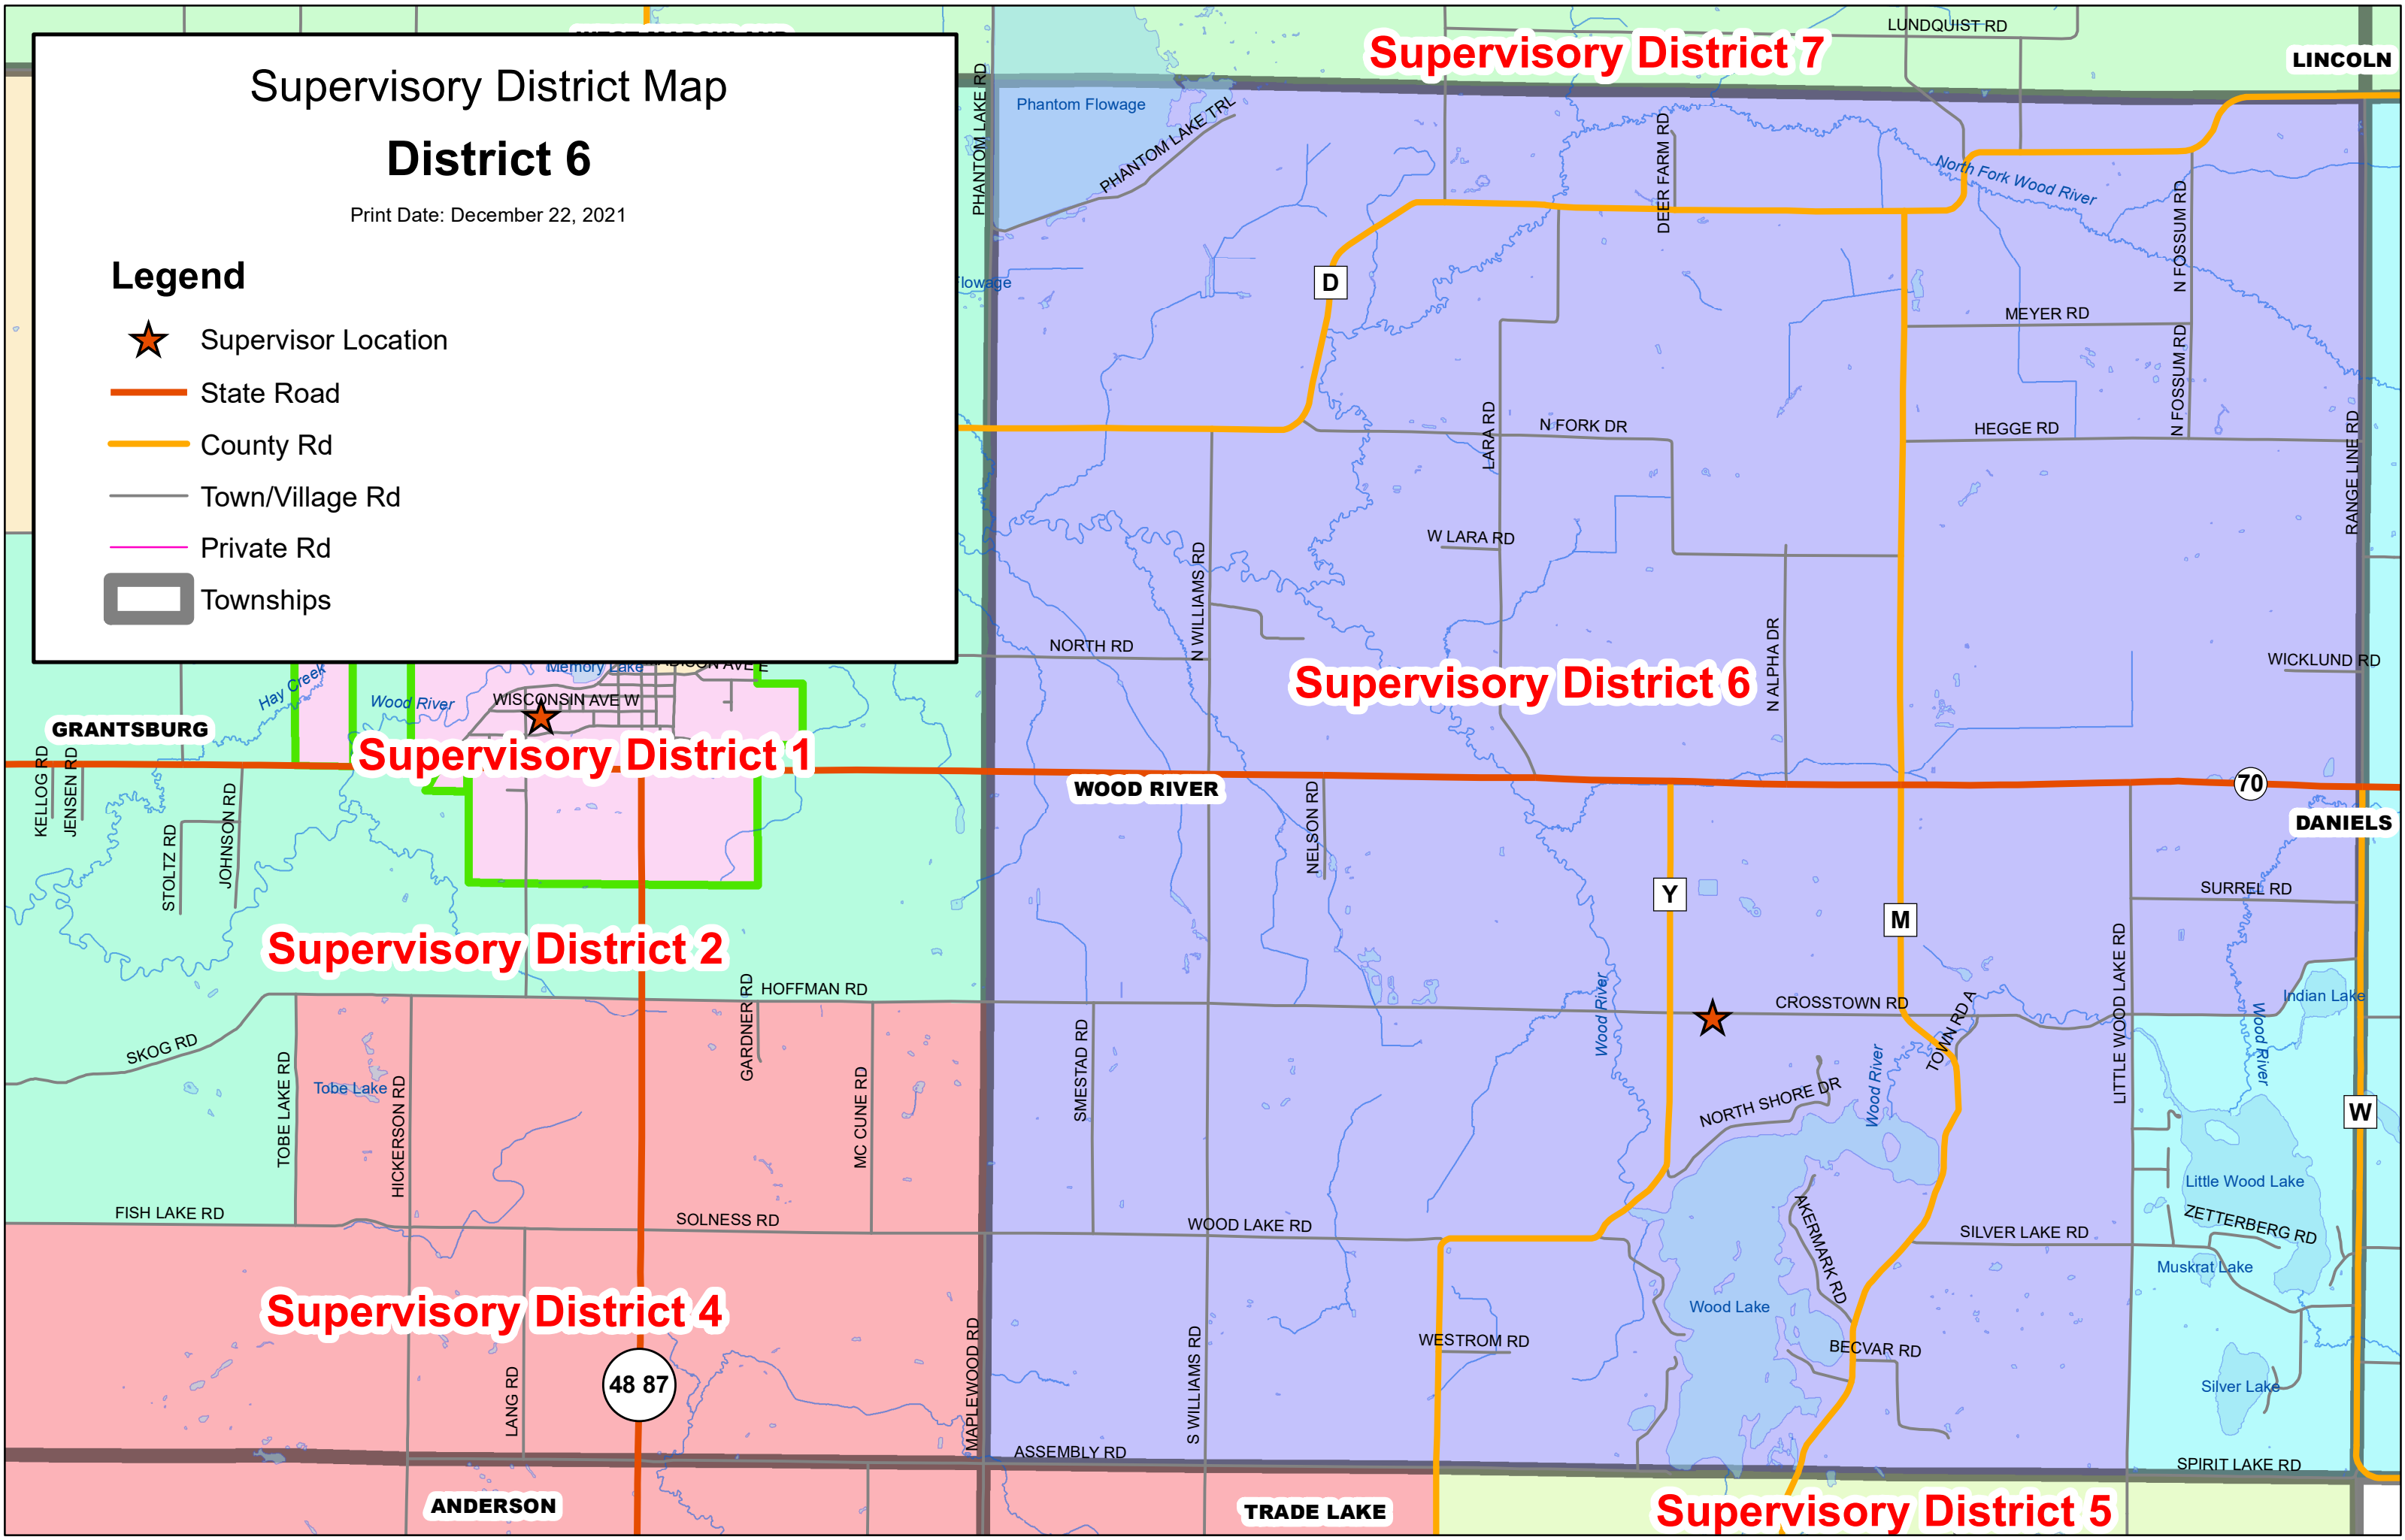 Supervisory District Map
District 6
Print Date: December 22, 2021
Legend
Supervisor Location
State Road
County Rd
Town/Village Rd
Private Rd
Townships
Supervisory District 7
LUNDQUIST RD
LINCOLN
PHANTOM LAKE RD
Phantom Flowage
PHANTOM LAKE TRL
DEER FARM RD
North Fork Wood River
N FOSSUM RD
Flowage
D
MEYER RD
N FOSSUM RD
LARA RD
N FORK DR
HEGGE RD
RANGE LINE RD
W LARA RD
N WILLIAMS RD
NORTH RD
N ALPHA DR
WICKLUND RD
Supervisory District 6
Memory Lake
Hay Creek
Wood River
WISCONSIN AVE W
GRANTSBURG
Supervisory District 1
KELLOG RD
JENSEN RD
STOLTZ RD
JOHNSON RD
WOOD RIVER
NELSON RD
70
DANIELS
Y
M
SURREL RD
Supervisory District 2
HOFFMAN RD
GARDNER RD
CROSSTOWN RD
TOWN RD A
LITTLE WOOD LAKE RD
Indian Lake
Wood River
Wood River
Wood River
SKOG RD
TOBE LAKE RD
Tobe Lake
HICKERSON RD
MC CUNE RD
SMESTAD RD
NORTH SHORE DR
W
Little Wood Lake
ZETTERBERG RD
FISH LAKE RD
SOLNESS RD
WOOD LAKE RD
AKERMARK RD
SILVER LAKE RD
Muskrat Lake
Supervisory District 4
Wood Lake
WESTROM RD
BECVAR RD
48 87
LANG RD
MAPLEWOOD RD
S WILLIAMS RD
Silver Lake
ASSEMBLY RD
SPIRIT LAKE RD
ANDERSON
TRADE LAKE
Supervisory District 5